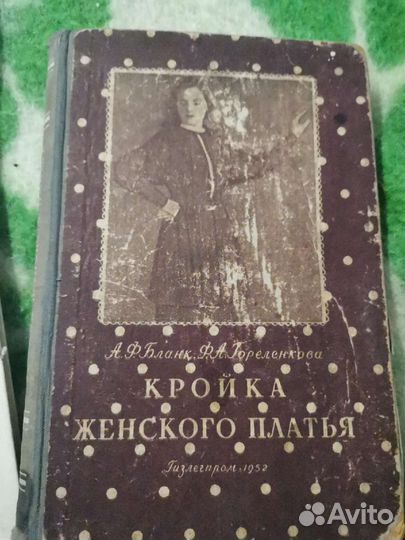 А.Ф.Бланк, Ф.А.Гореленкова
КРОЙКА
ЖЕНСКОГО ПЛАТЬЯ
Гизлегпром-1952
Avito